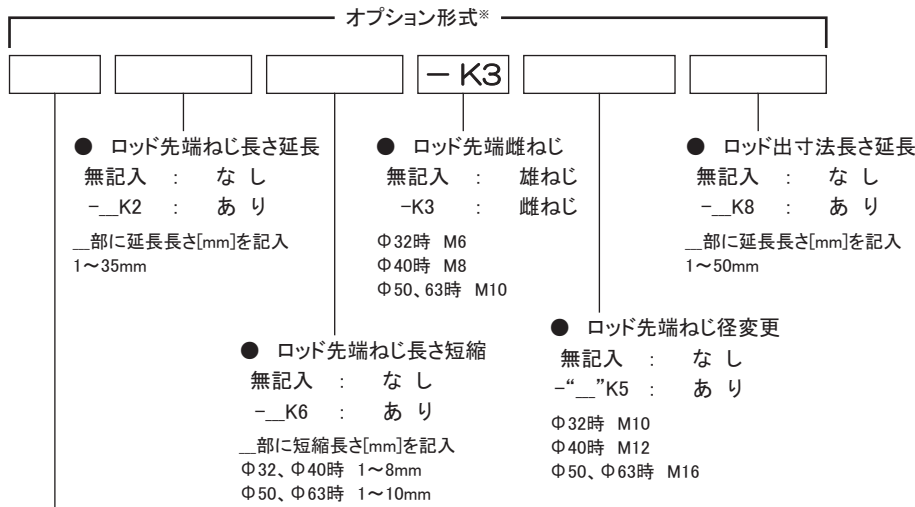 オプション形式※
－K3
● ロッド先端ねじ長さ延長
無記入 : なし
-__K2 : あり
__部に延長長さ[mm]を記入
1～35mm
● ロッド先端雌ねじ
無記入 : 雄ねじ
-K3 : 雌ねじ
Φ32時 M6
Φ40時 M8
Φ50、63時 M10
● ロッド出寸法長さ延長
無記入 : なし
-__K8 : あり
__部に延長長さ[mm]を記入
1～50mm
● ロッド先端ねじ長さ短縮
無記入 : なし
-__K6 : あり
__部に短縮長さ[mm]を記入
Φ32、Φ40時 1～8mm
Φ50、Φ63時 1～10mm
● ロッド先端ねじ径変更
無記入 : なし
-“__”K5 : あり
Φ32時 M10
Φ40時 M12
Φ50、Φ63時 M16